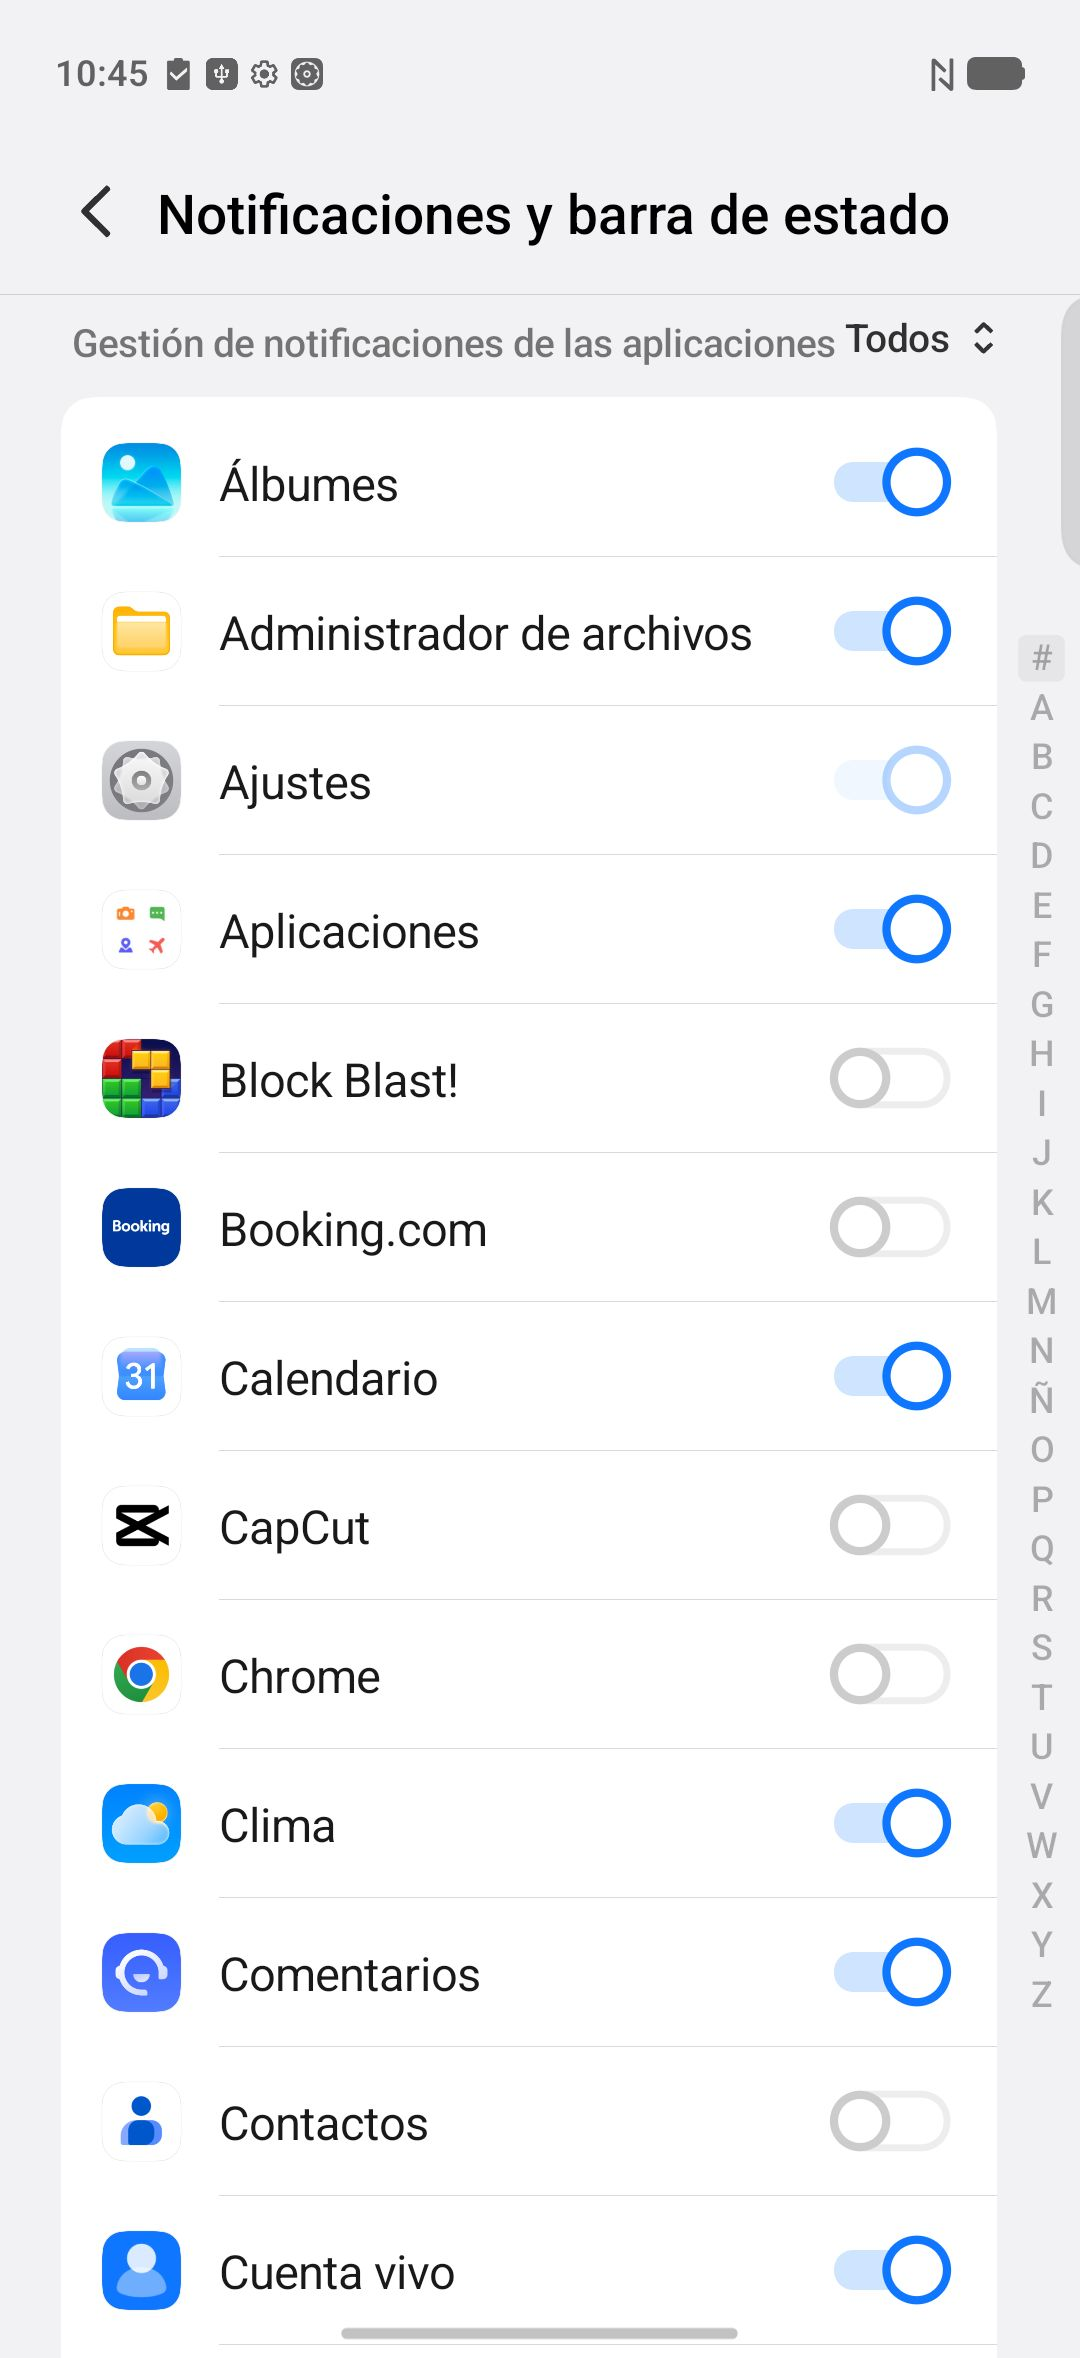 10:45
Notificaciones y barra de estado
Gestión de notificaciones de las aplicaciones Todos
Álbumes
Administrador de archivos
Ajustes
Aplicaciones
Block Blast!
Booking
Booking.com
31
Calendario
CapCut
Chrome
Clima
Comentarios
Contactos
Cuenta vivo
#
A
B
C
D
E
F
G
H
I
J
K
L
M
N
Ñ
O
P
Q
R
S
T
U
V
W
X
Y
Z